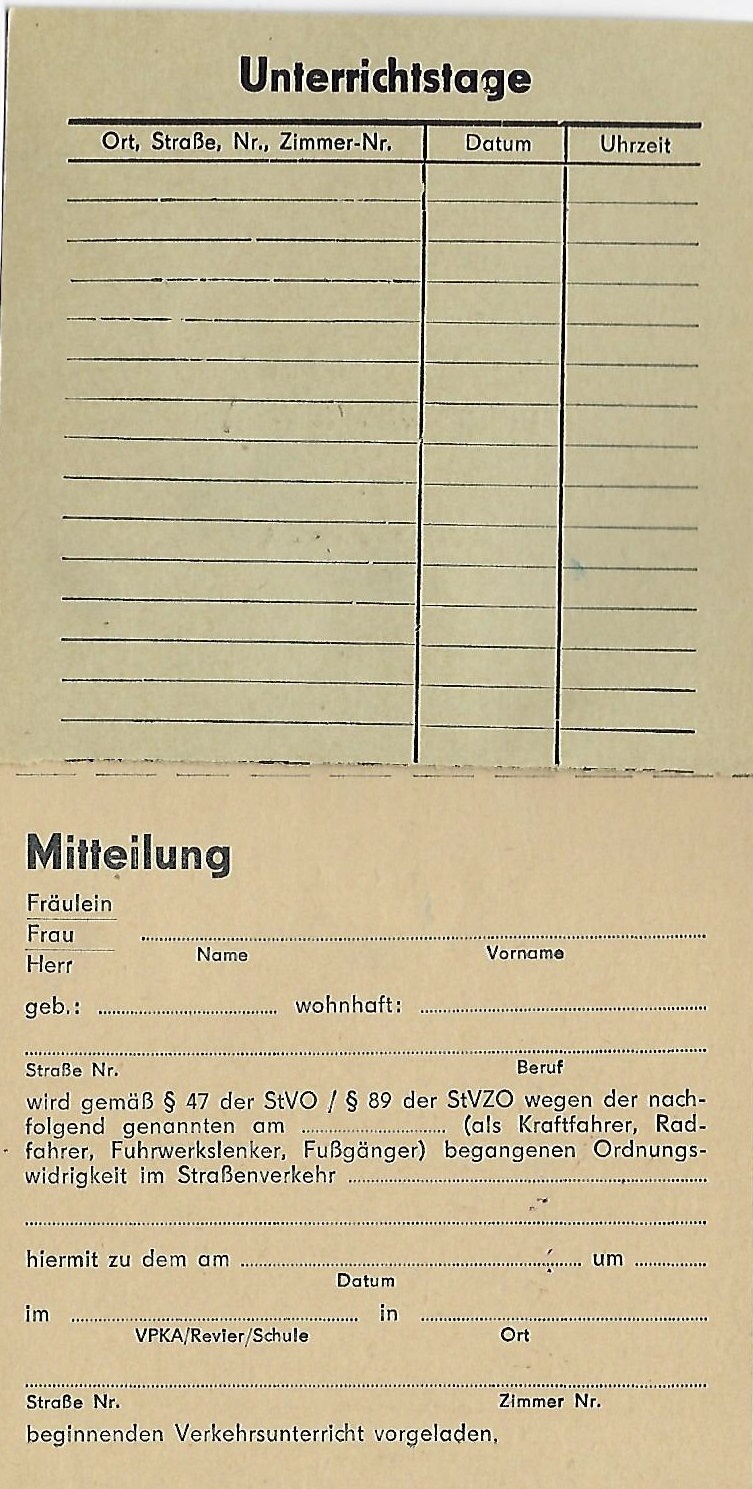 Unterrichtstage
Ort, Straße, Nr., Zimmer-Nr. Datum Uhrzeit
Mitteilung
Fräulein
Frau
Name Vorname
Herr
geb.: wohnhaft:
Straße Nr. Beruf
wird gemäß § 47 der StVO / § 89 der StVZO wegen der nach-
folgend genannten am (als Kraftfahrer, Rad-
fahrer, Fuhrwerkslenker, Fußgänger) begangenen Ordnungs-
widrigkeit im Straßenverkehr
hiermit zu dem am um
Datum
im in
VPKA/Revier/Schule Ort
Straße Nr. Zimmer Nr.
beginnenden Verkehrsunterricht vorgeladen,